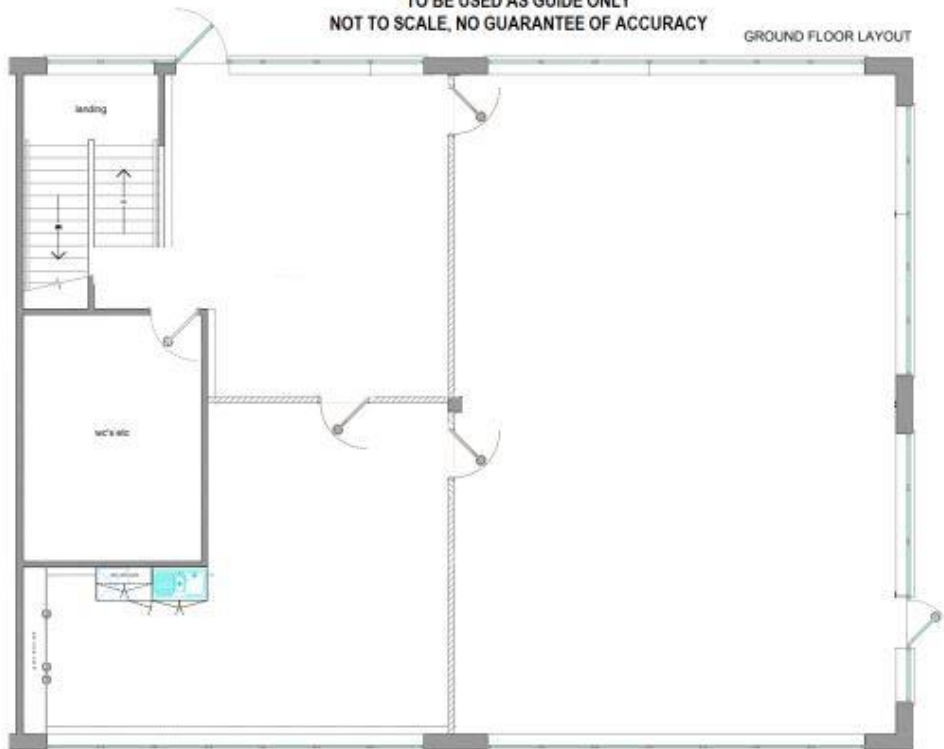 TO BE USED AS GUIDE ONLY
NOT TO SCALE, NO GUARANTEE OF ACCURACY
GROUND FLOOR LAYOUT
landing
wc's etc